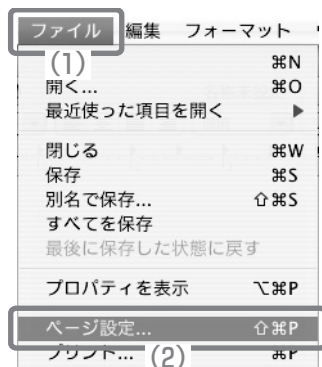 ファイル 編集 フォーマット
(1) ⌘N
開く... ⌘O
最近使った項目を開く ▶
閉じる ⌘W
保存 ⌘S
別名で保存... ⇧⌘S
すべてを保存
最後に保存した状態に戻す
プロパティを表示 ⌥⌘P
ページ設定... ⇧⌘P
プリント... (2) ⌘P